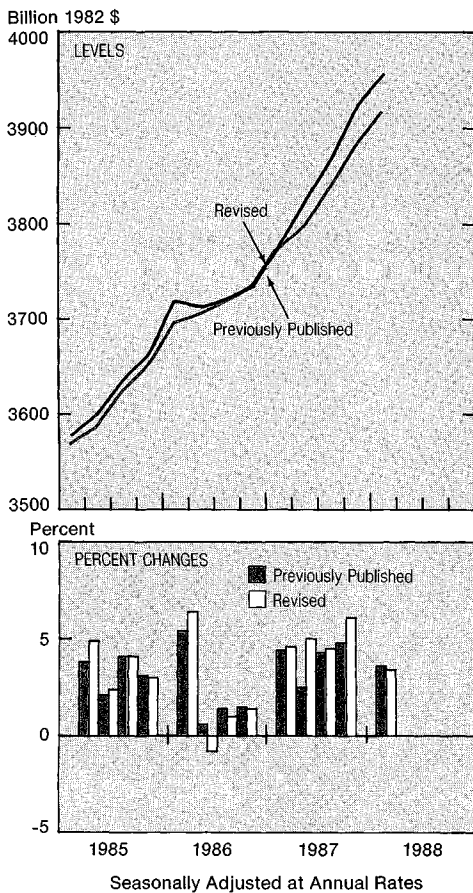 Billion 1982 $
4000
LEVELS
3900
3800
Revised
3700
Previously Published
3600
3500
Percent
10
PERCENT CHANGES
Previously Published
Revised
5
0
-5
1985 1986 1987 1988
Seasonally Adjusted at Annual Rates